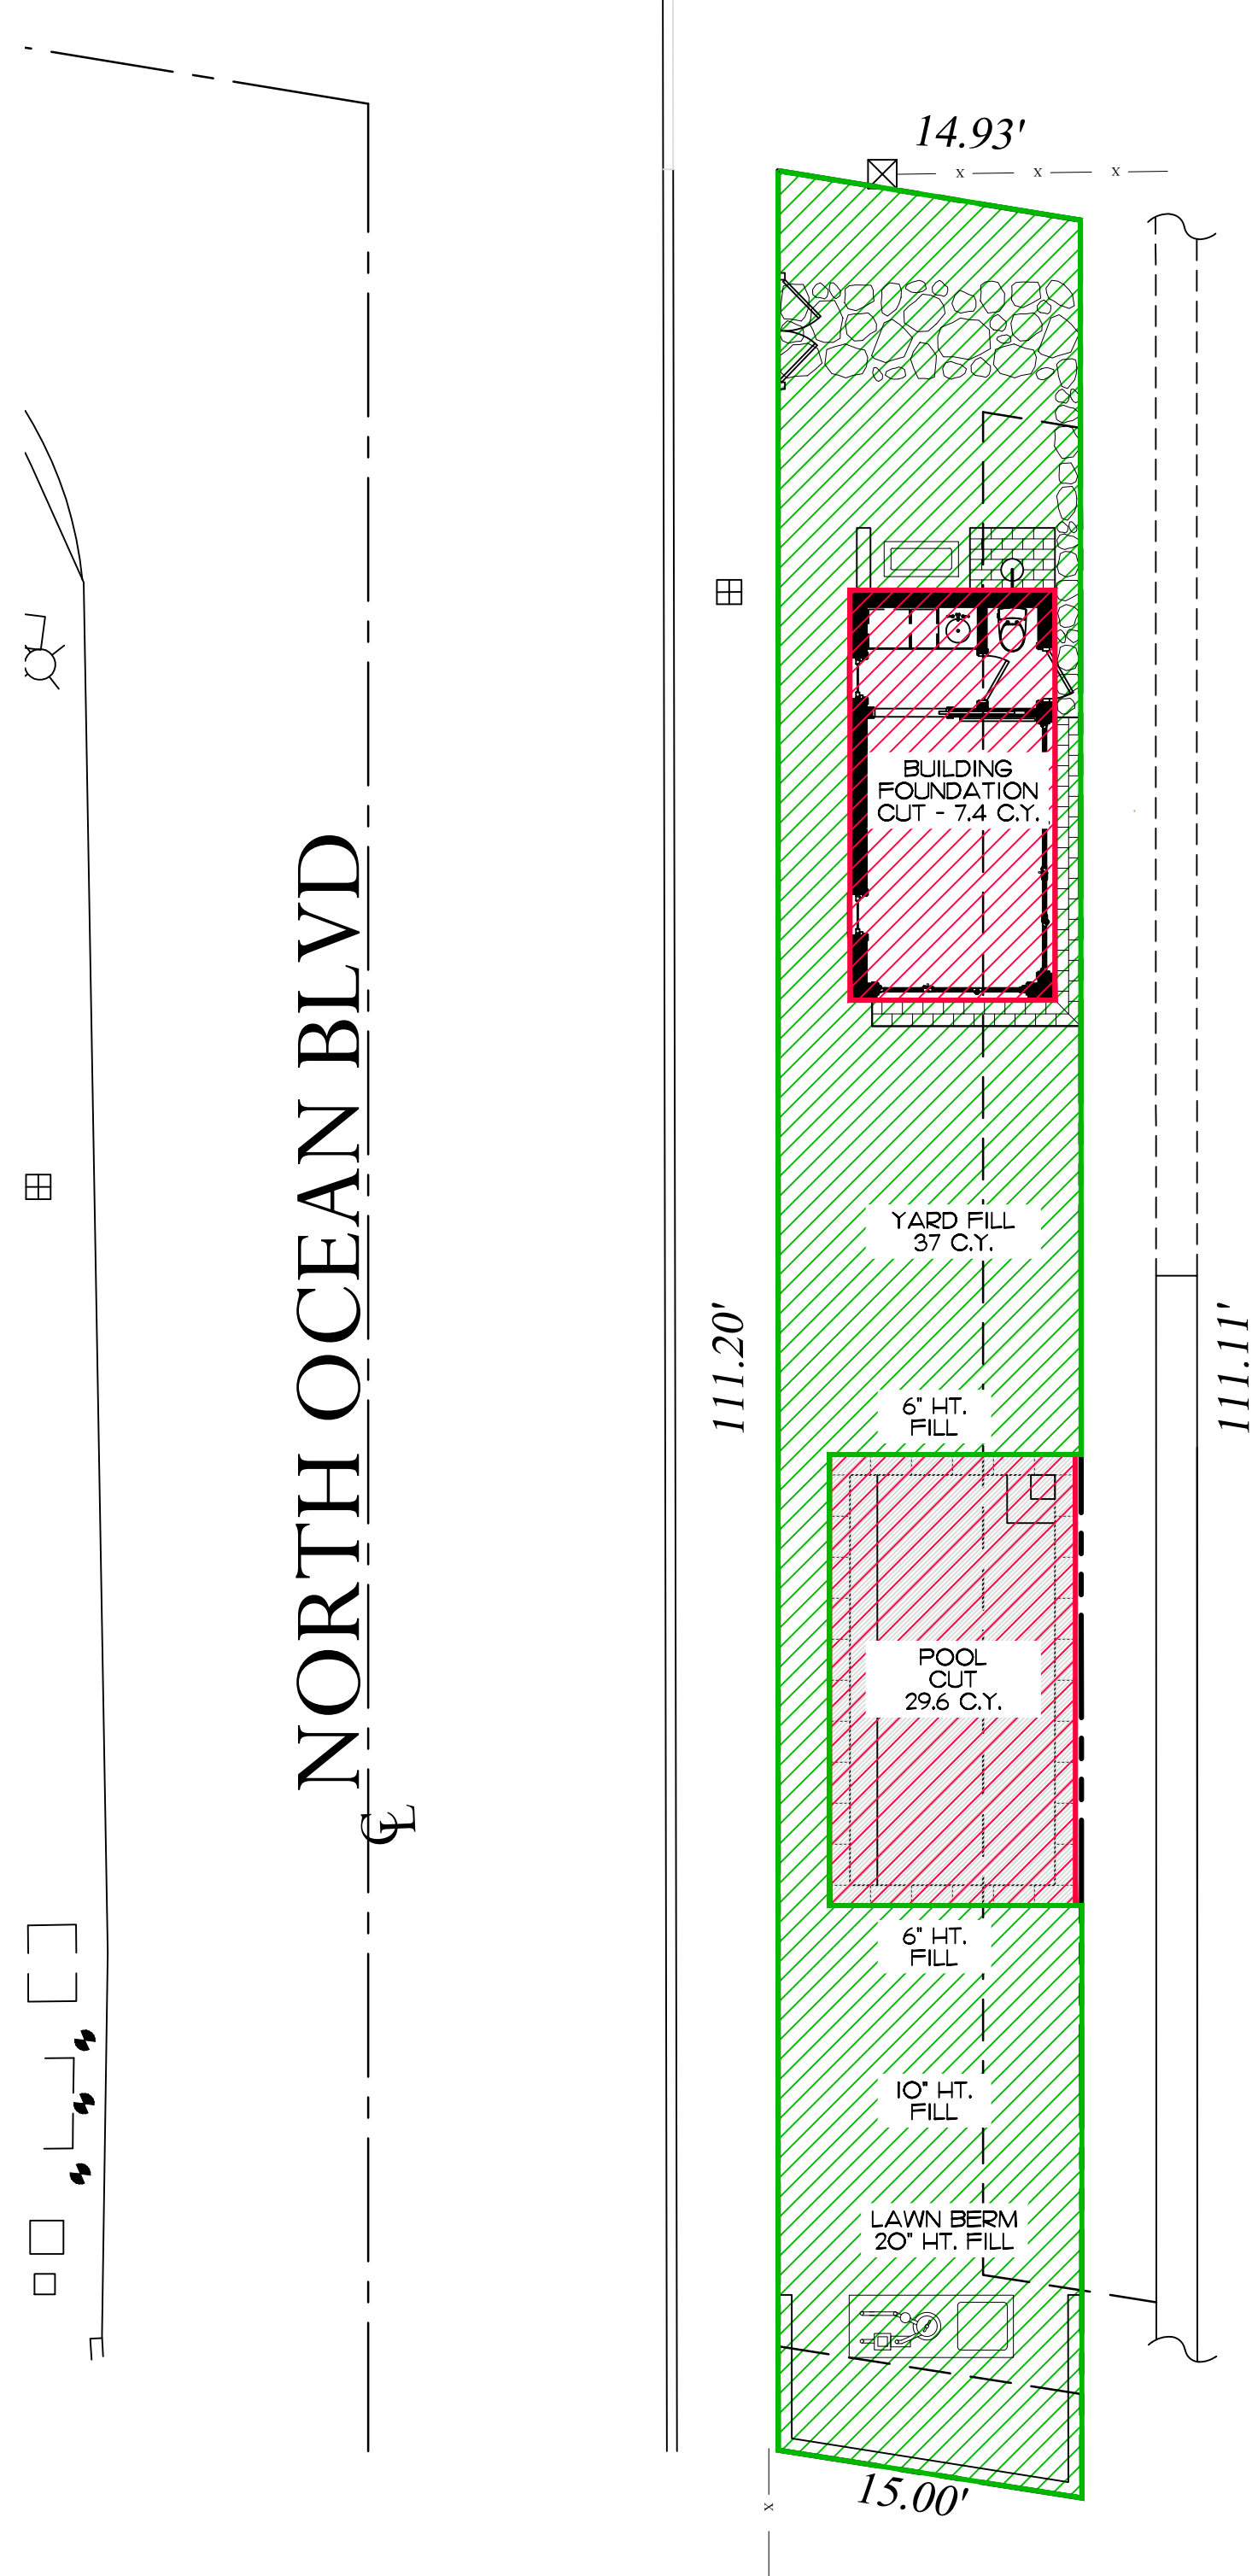 14.93'
x x x
BUILDING
FOUNDATION
CUT - 7.4 C.Y.
NORTH OCEAN BLVD
CL
YARD FILL
37 C.Y.
111.20'
111.11'
6" HT.
FILL
POOL
CUT
29.6 C.Y.
6" HT.
FILL
10" HT.
FILL
LAWN BERM
20" HT. FILL
15.00'
x